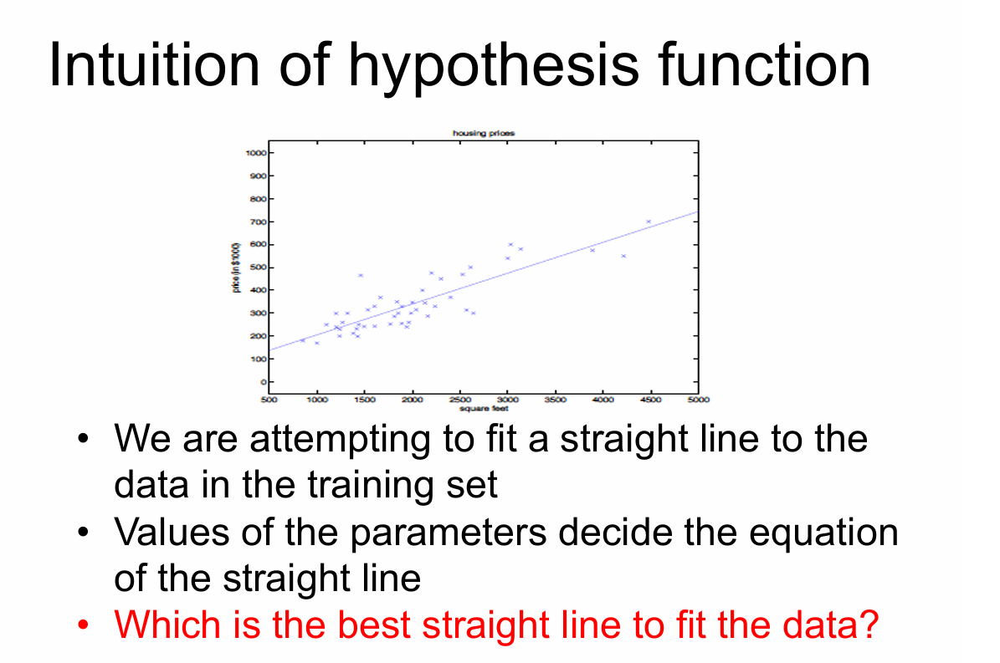 Intuition of hypothesis function
housing prices
1000
900
800
700
600
500
400
300
200
100
0
price (in $1000)
500 1000 1500 2000 2500 3000 3500 4000 4500 5000
square feet
• We are attempting to fit a straight line to the
data in the training set
• Values of the parameters decide the equation
of the straight line
• Which is the best straight line to fit the data?